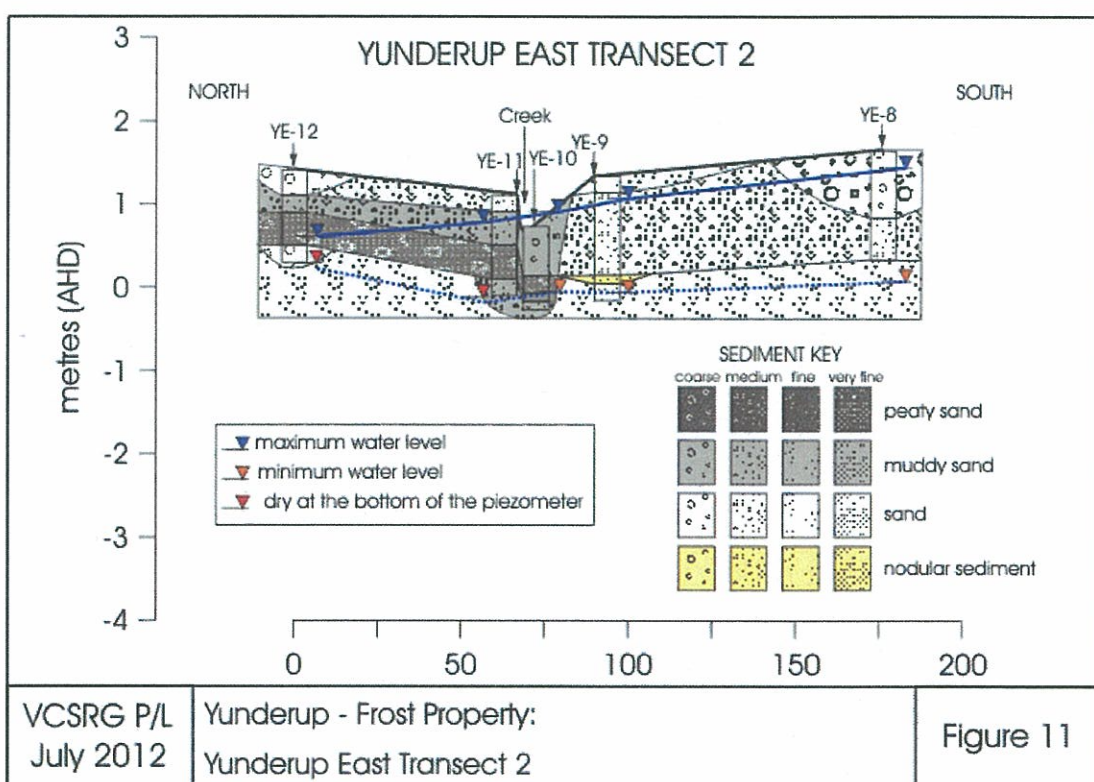 YUNDERUP EAST TRANSECT 2
NORTH
SOUTH
Creek
YE-12
YE-11
YE-10
YE-9
YE-8
3
2
1
0
-1
-2
-3
-4
metres (AHD)
SEDIMENT KEY
coarse medium fine very fine
peaty sand
muddy sand
sand
nodular sediment
maximum water level
minimum water level
dry at the bottom of the piezometer
0 50 100 150 200
VCSRG P/L
July 2012
Yunderup - Frost Property:
Yunderup East Transect 2
Figure 11